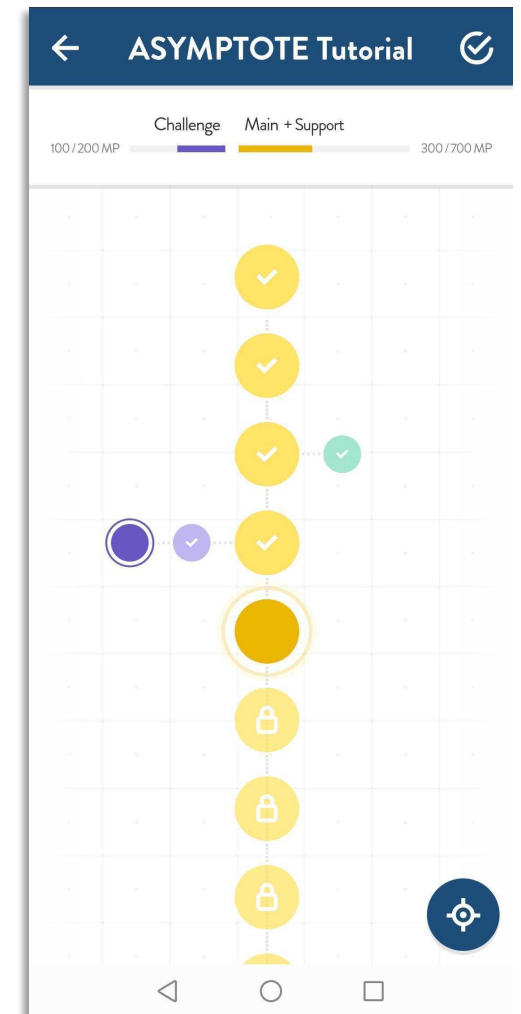 ASYMPTOTE Tutorial
Challenge Main + Support
100 / 200 MP 300 / 700 MP